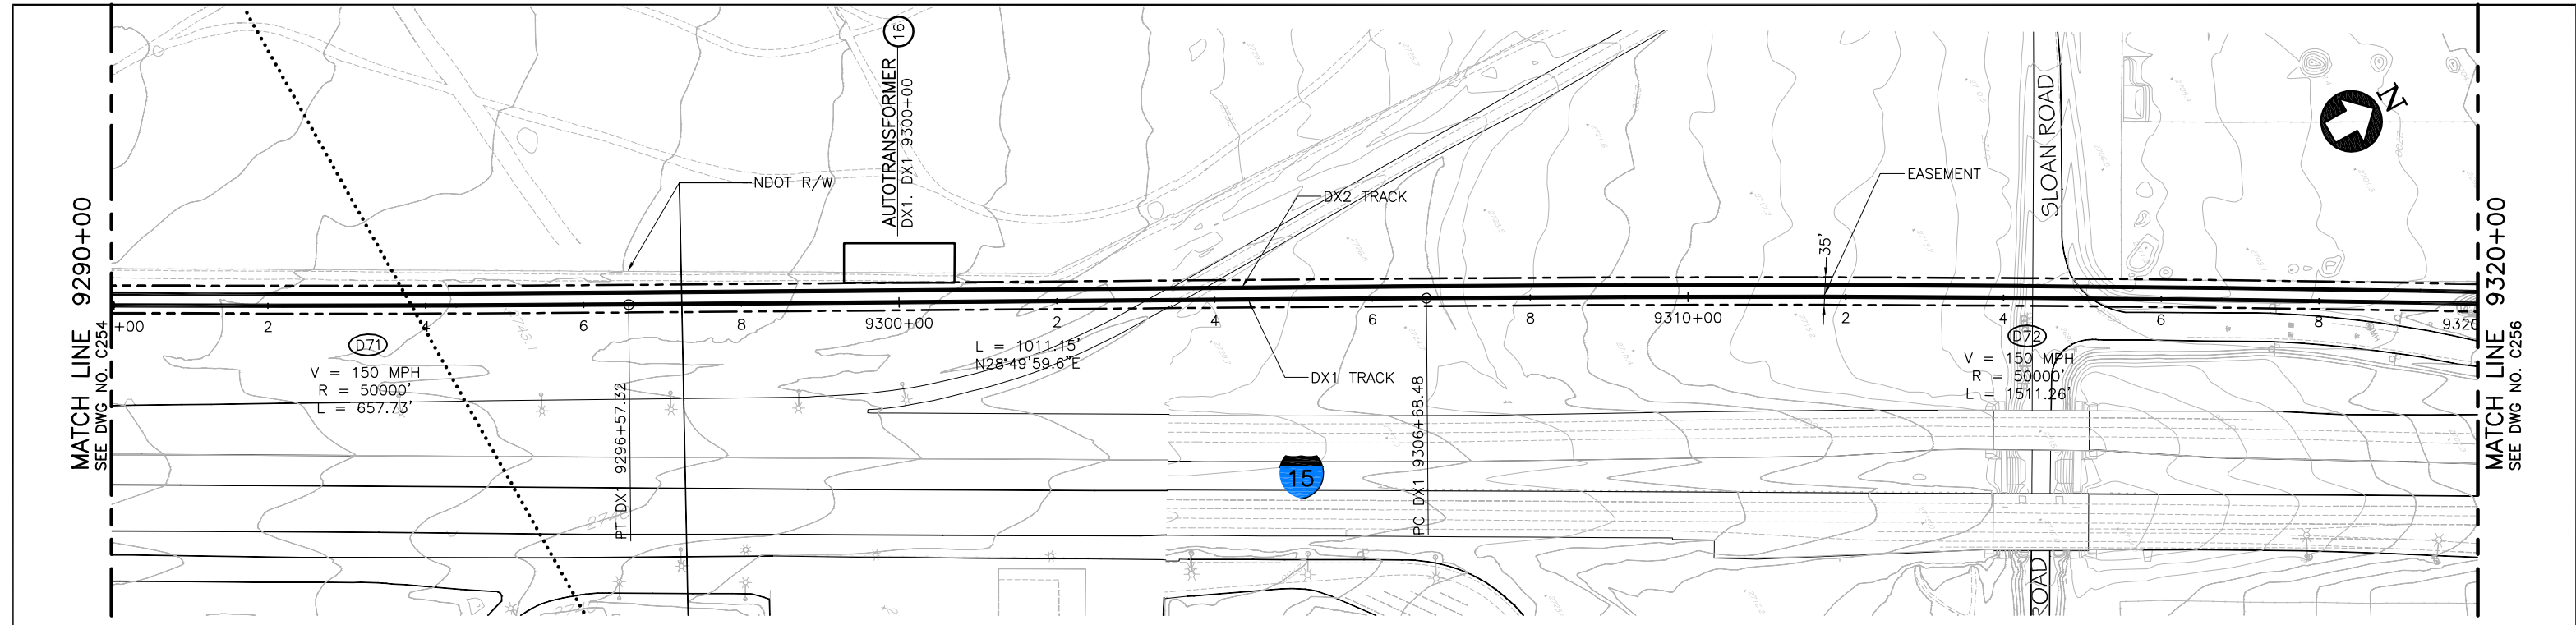 MATCH LINE 9290+00
SEE DWG NO. C254
AUTOTRANSFORMER 16
DX1. DX1 9300+00
NDOT R/W
DX2 TRACK
EASEMENT
35'
SLOAN ROAD
N
+00 2 4 6 8 9300+00 2 4 6 8 9310+00 2 4 6 8 9320
D71
V = 150 MPH
R = 50000'
L = 657.73'
PT DX1 9296+57.32
L = 1011.15'
N28°49'59.6"E
DX1 TRACK
PC DX1 9306+68.48
15
D72
V = 150 MPH
R = 50000'
L = 1511.26'
ROAD
MATCH LINE 9320+00
SEE DWG NO. C256